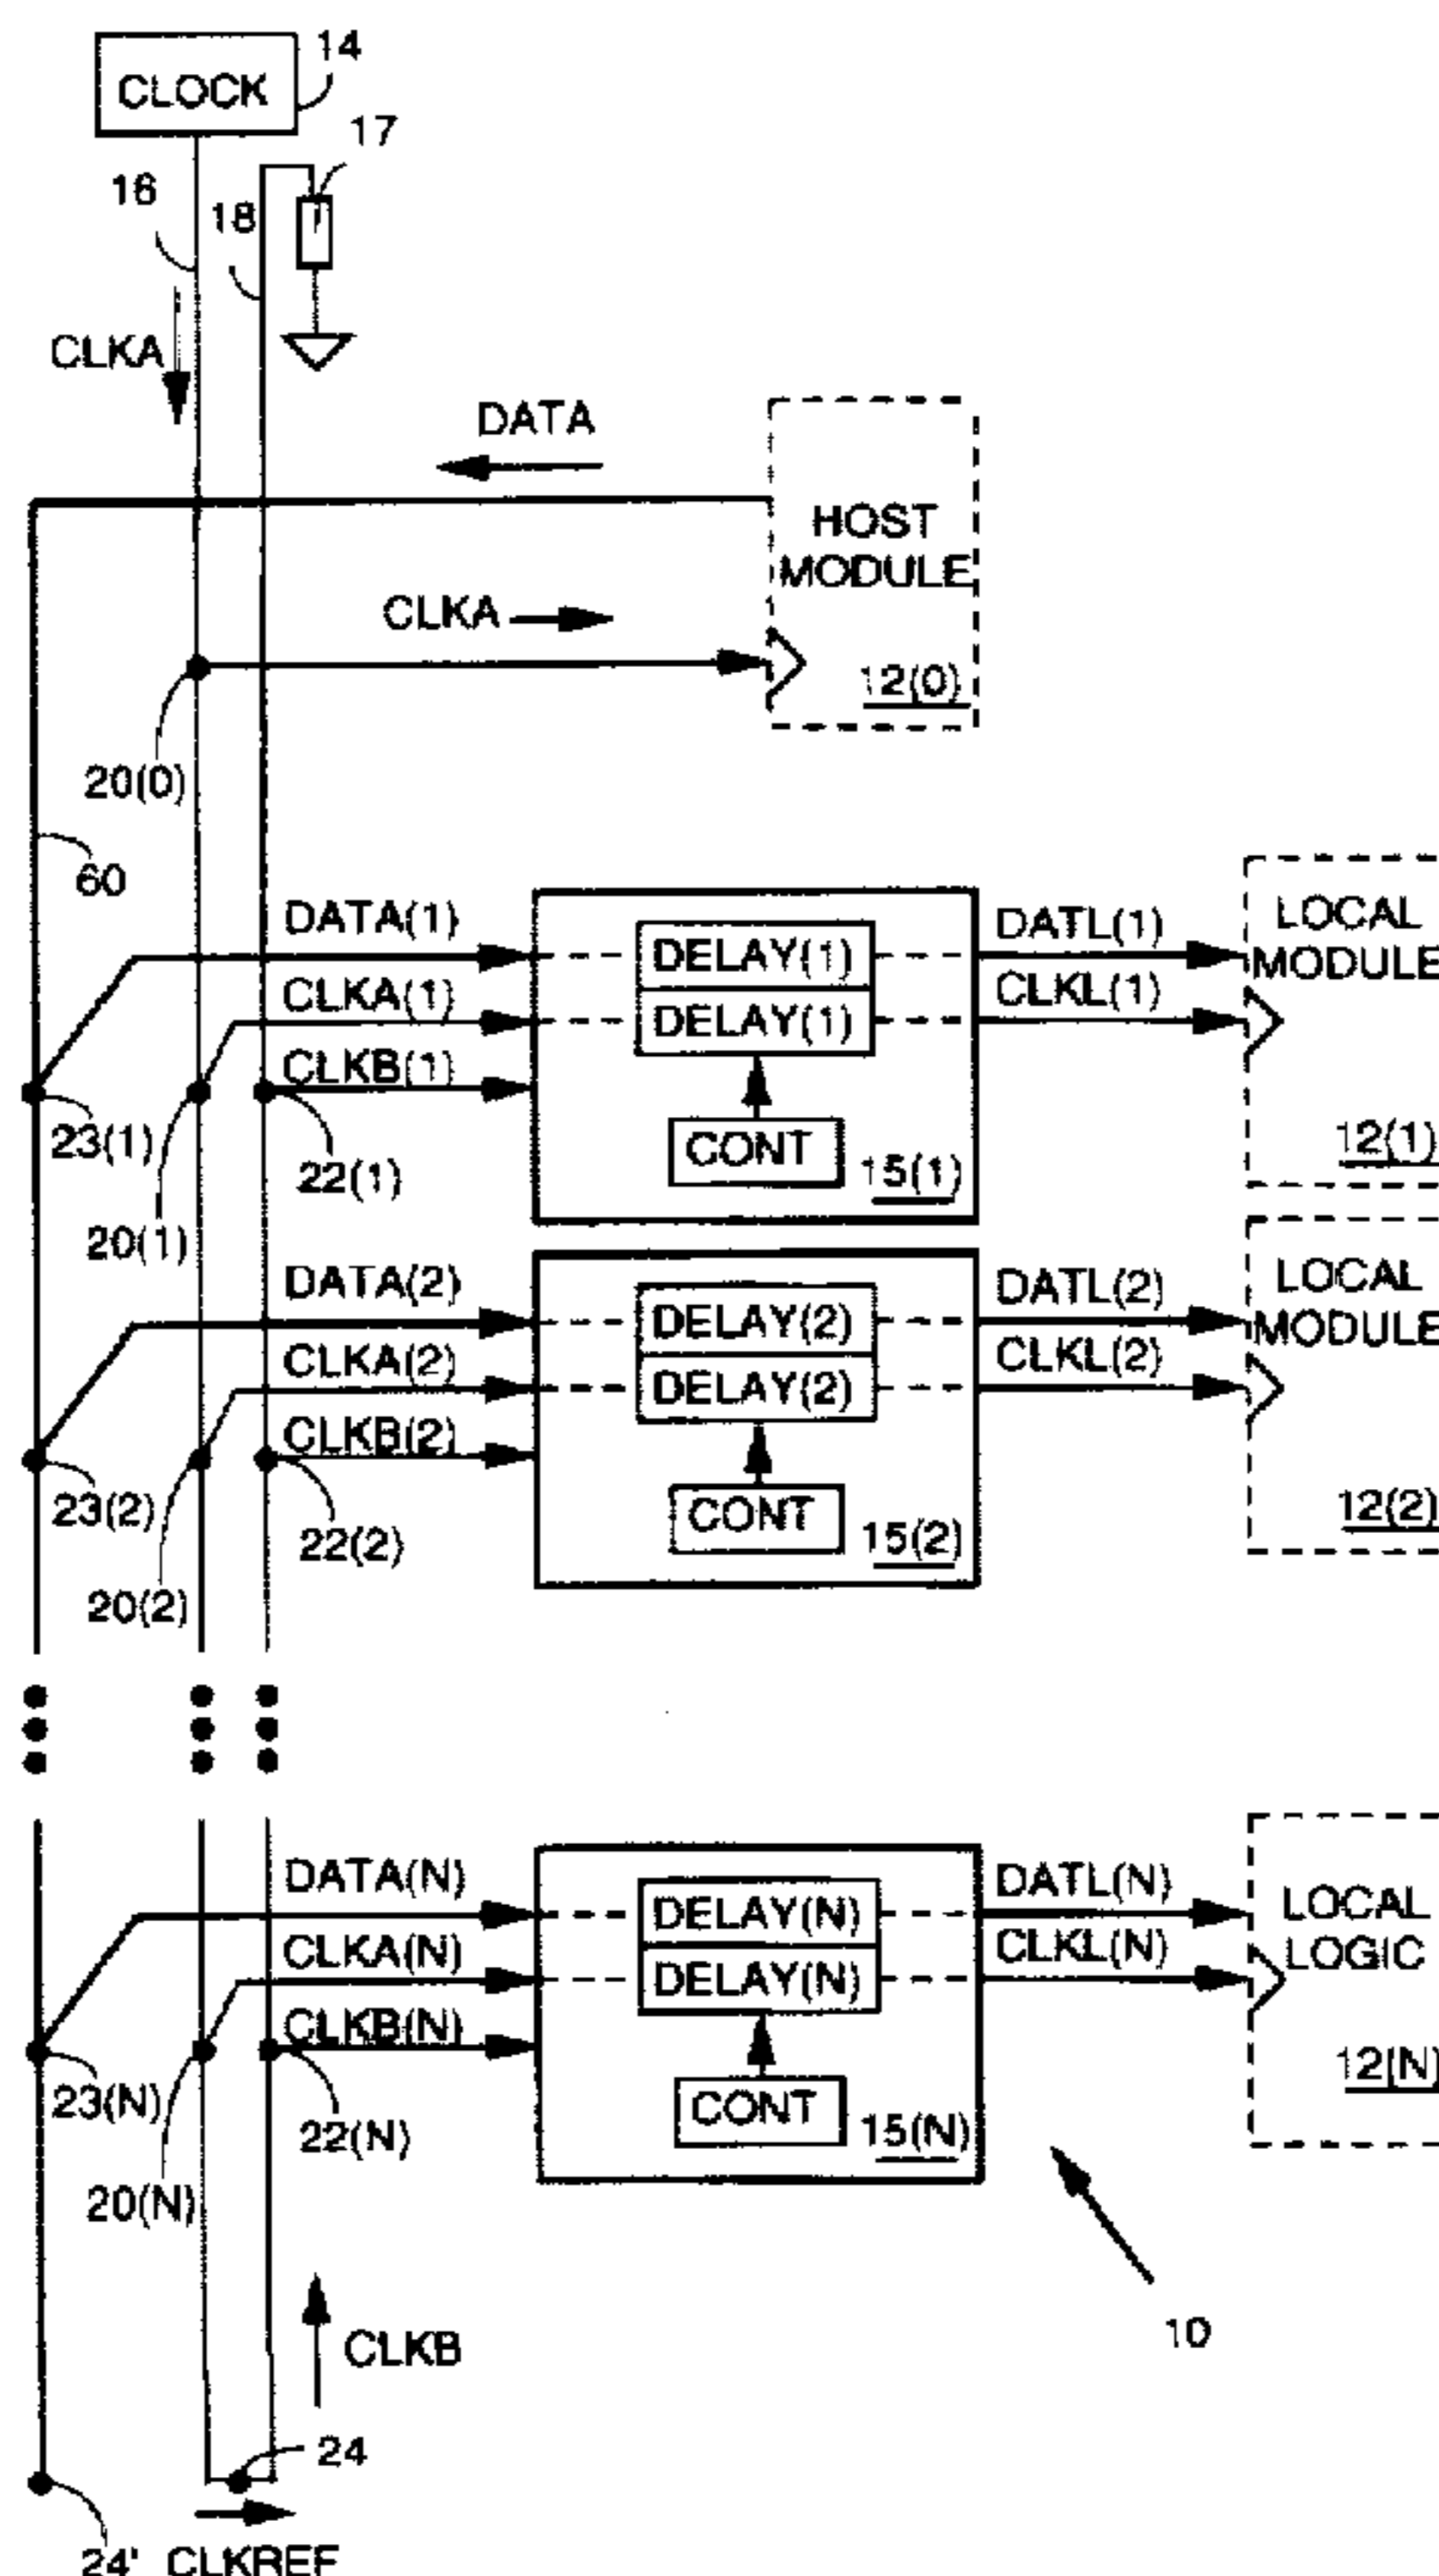 14
CLOCK
17
16
18
CLKA
DATA
HOST
MODULE
CLKA
12(0)
20(0)
60
DATA(1)
DELAY(1)
DATL(1)
LOCAL
MODULE
CLKA(1)
DELAY(1)
CLKL(1)
CLKB(1)
CONT
23(1)
22(1)
15(1)
12(1)
20(1)
DATA(2)
DELAY(2)
DATL(2)
LOCAL
MODULE
CLKA(2)
DELAY(2)
CLKL(2)
CLKB(2)
CONT
23(2)
22(2)
15(2)
12(2)
20(2)
DATA(N)
DELAY(N)
DATL(N)
LOCAL
LOGIC
CLKA(N)
DELAY(N)
CLKL(N)
CLKB(N)
CONT
23(N)
22(N)
15(N)
12(N)
20(N)
10
CLKB
24
24' CLKREF